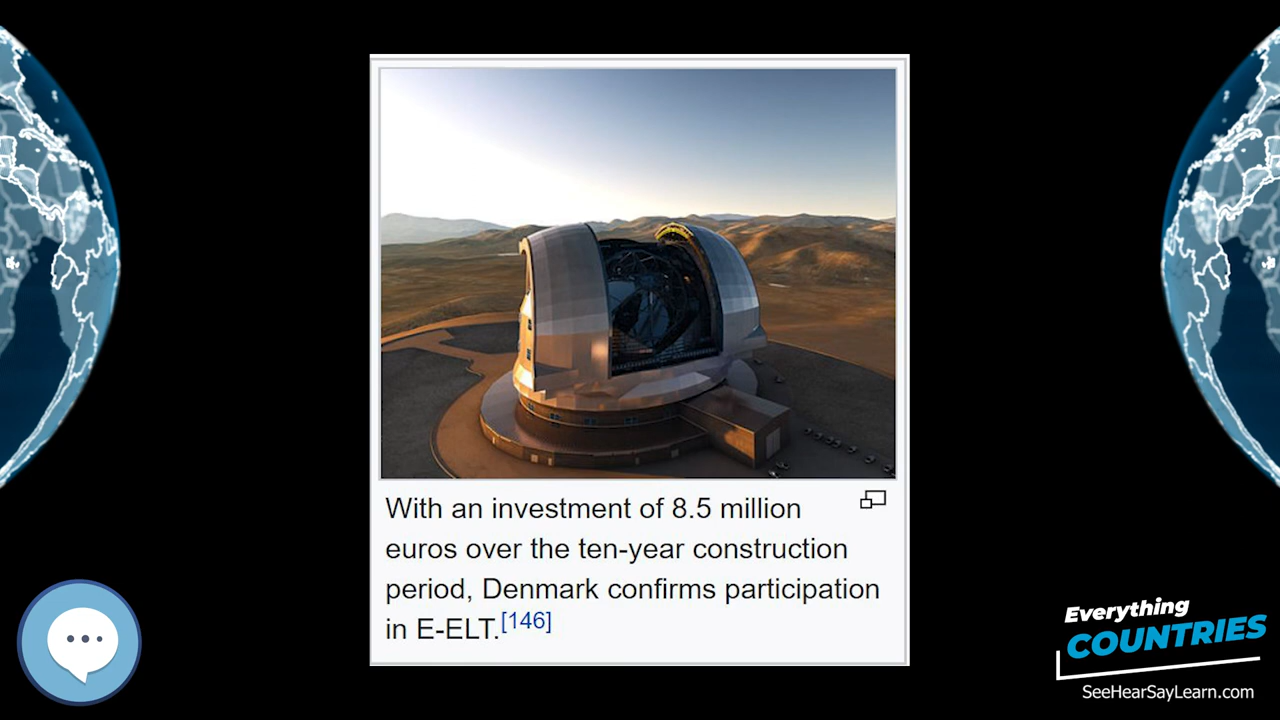 With an investment of 8.5 million
euros over the ten-year construction
period, Denmark confirms participation
in E-ELT.[146]
Everything
COUNTRIES
SeeHearSayLearn.com